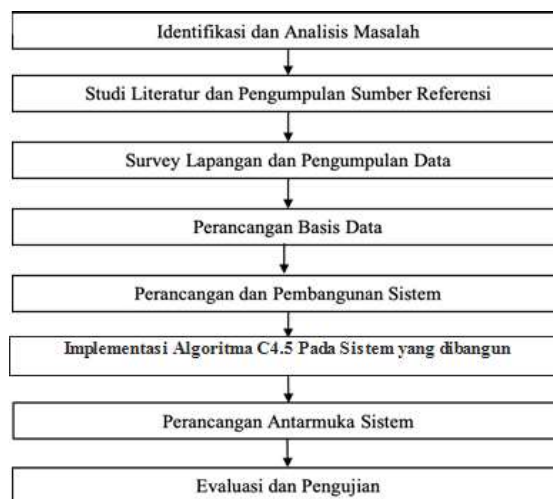 Identifikasi dan Analisis Masalah
Studi Literatur dan Pengumpulan Sumber Referensi
Survey Lapangan dan Pengumpulan Data
Perancangan Basis Data
Perancangan dan Pembangunan Sistem
Implementasi Algoritma C4.5 Pada Sistem yang dibangun
Perancangan Antarmuka Sistem
Evaluasi dan Pengujian